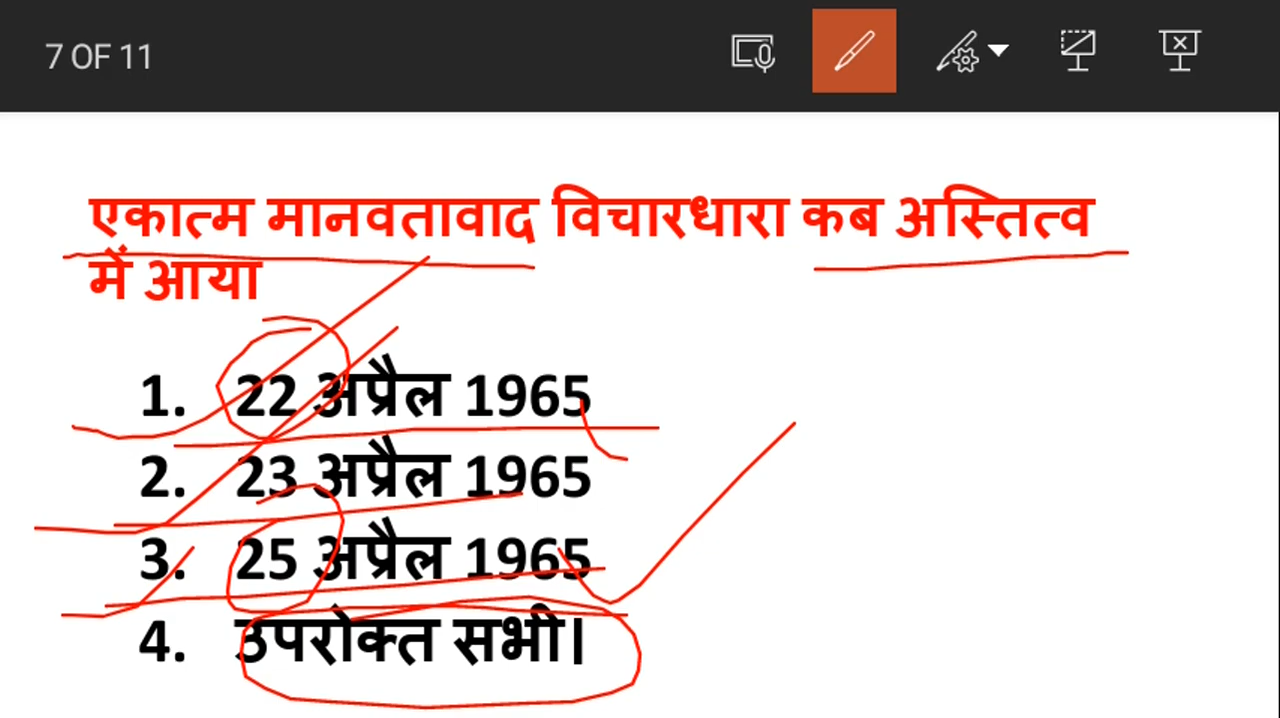 7 OF 11
एकात्म मानवतावाद विचारधारा कब अस्तित्व
में आया
1. 22 अप्रैल 1965
2. 23 अप्रैल 1965
3. 25 अप्रैल 1965
4. उपरोक्त सभी।